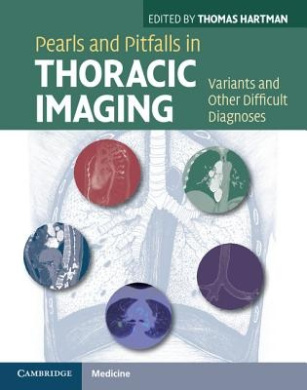 EDITED BY THOMAS HARTMAN
Pearls and Pitfalls in
THORACIC
IMAGING
Variants and
Other Difficult
Diagnoses
CAMBRIDGE
Medicine